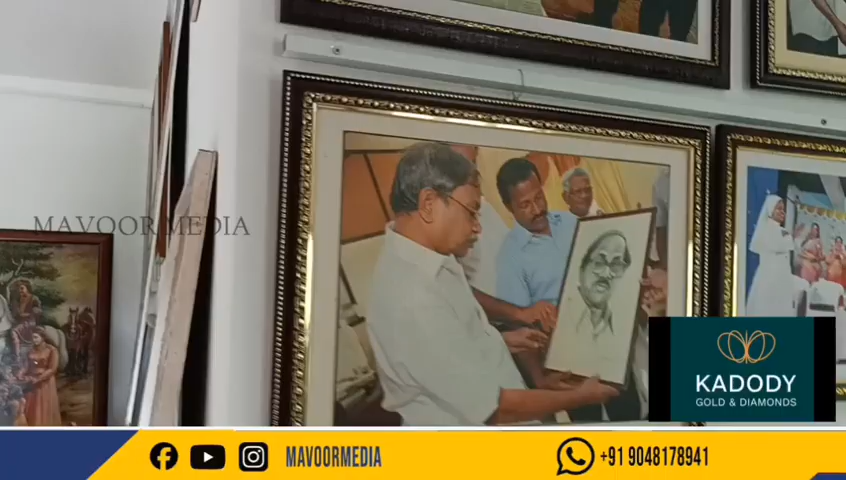 MAVOOR MEDIA
KADODY
GOLD & DIAMONDS
MAVOORMEDIA
+91 9048178941